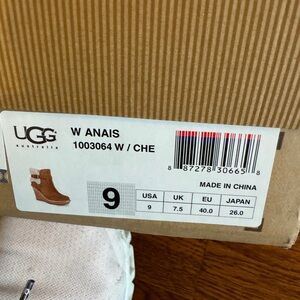 UGG
australia
W ANAIS
1003064 W / CHE
8 87278 30665 8
MADE IN CHINA
9
USA UK EU JAPAN
9 7.5 40.0 26.0